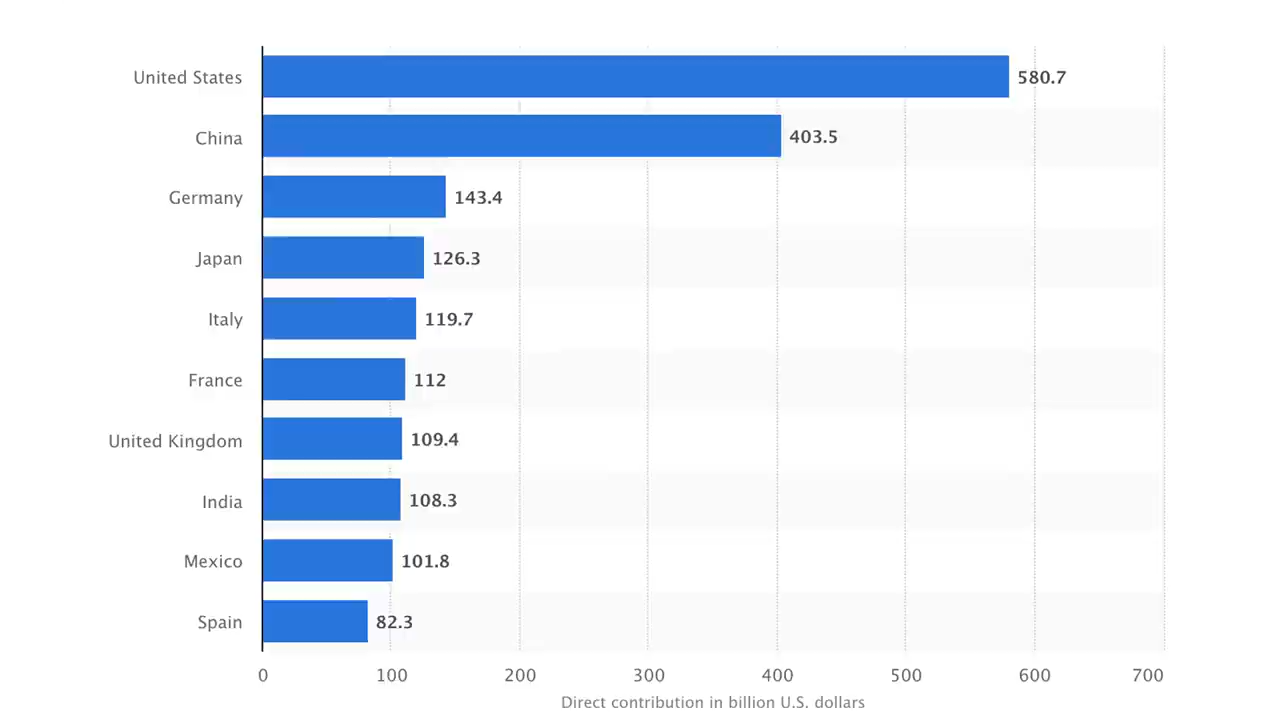 United States 580.7
China 403.5
Germany 143.4
Japan 126.3
Italy 119.7
France 112
United Kingdom 109.4
India 108.3
Mexico 101.8
Spain 82.3
0 100 200 300 400 500 600 700
Direct contribution in billion U.S. dollars